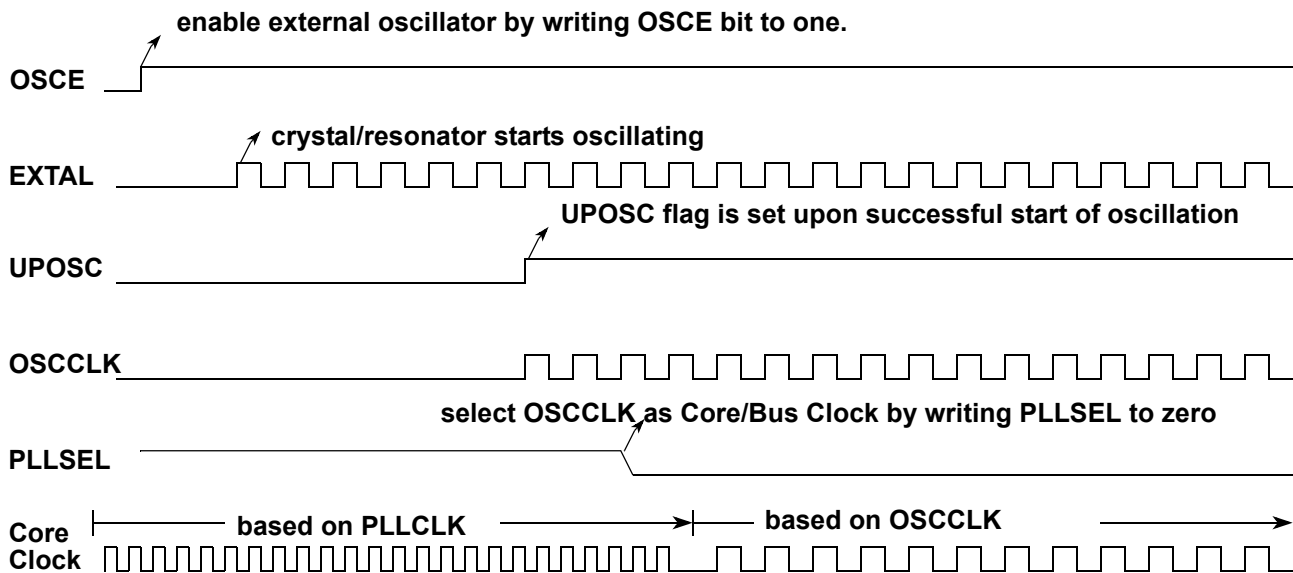 enable external oscillator by writing OSCE bit to one.
OSCE
crystal/resonator starts oscillating
EXTAL
UPOSC flag is set upon successful start of oscillation
UPOSC
OSCCLK
select OSCCLK as Core/Bus Clock by writing PLLSEL to zero
PLLSEL
based on PLLCLK
based on OSCCLK
Core
Clock